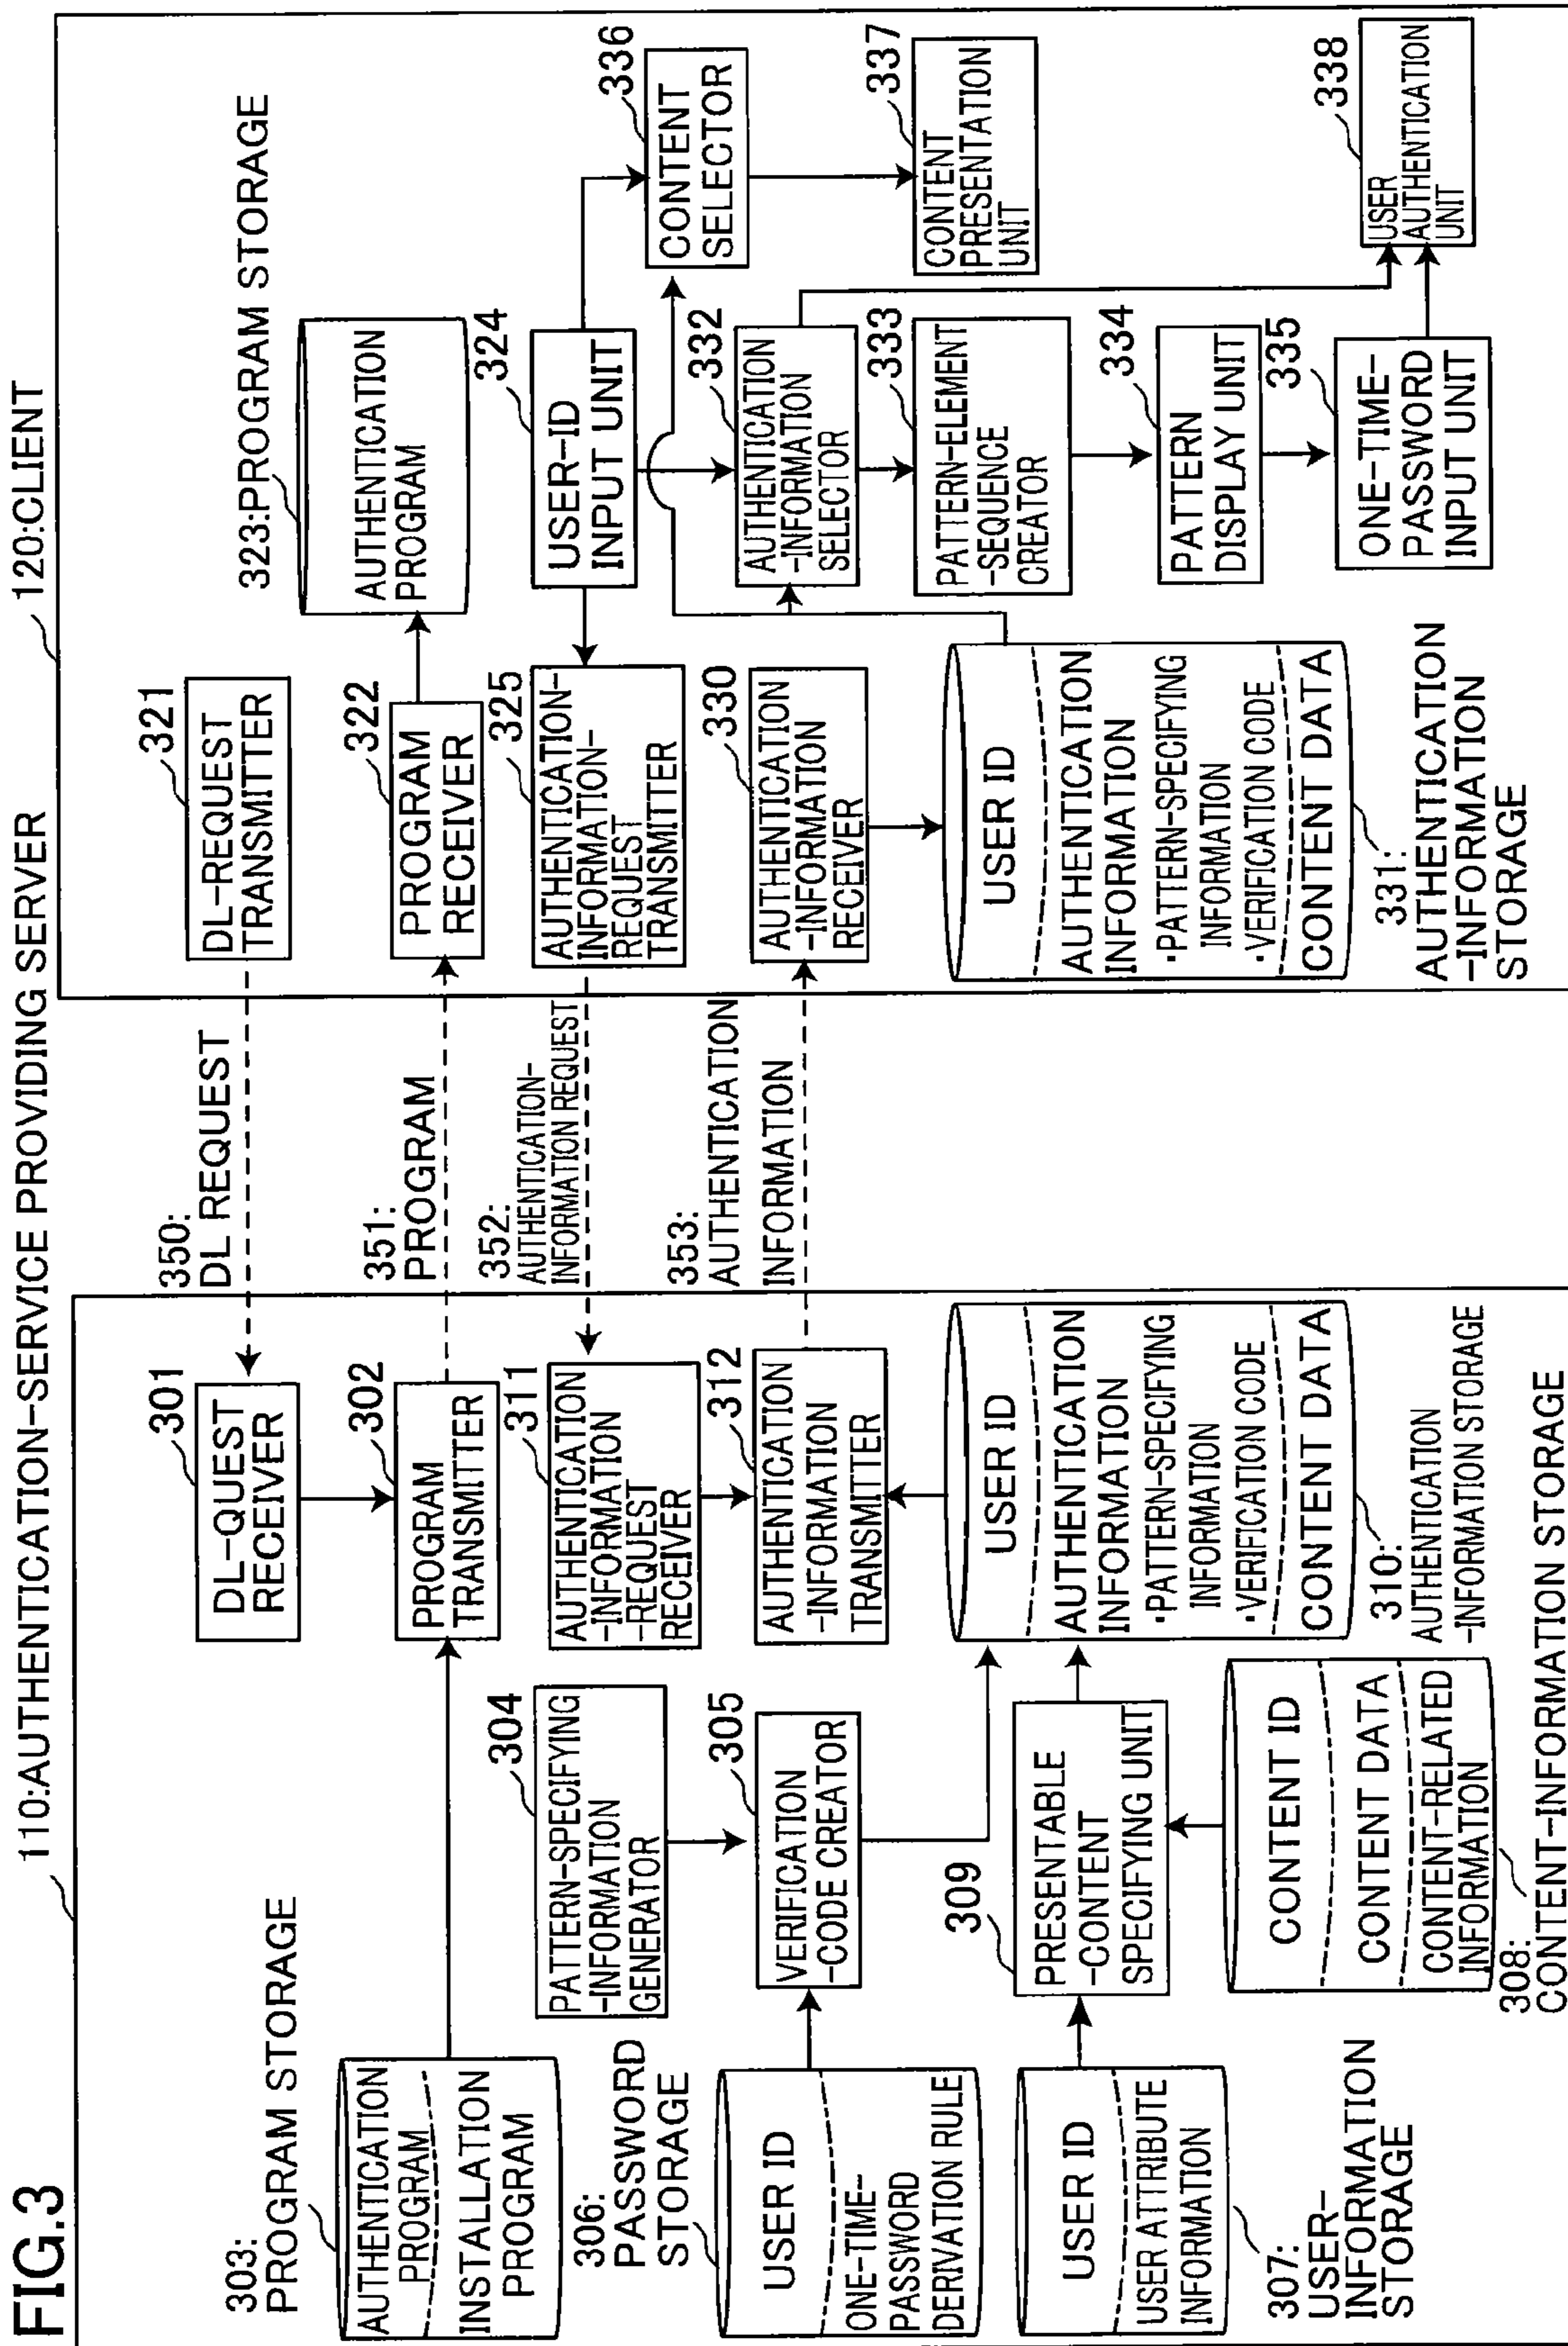 FIG.3
110:AUTHENTICATION-SERVICE PROVIDING SERVER
303:
PROGRAM STORAGE
AUTHENTICATION
PROGRAM
INSTALLATION
PROGRAM
306:
PASSWORD
STORAGE
USER ID
ONE-TIME-
PASSWORD
DERIVATION RULE
USER ID
USER ATTRIBUTE
INFORMATION
307:
USER-
INFORMATION
STORAGE
304
PATTERN-SPECIFYING
-INFORMATION
GENERATOR
305
VERIFICATION
-CODE CREATOR
309
PRESENTABLE
-CONTENT
SPECIFYING UNIT
CONTENT ID
CONTENT DATA
CONTENT-RELATED
INFORMATION
308:
CONTENT-INFORMATION STORAGE
301
DL-QUEST
RECEIVER
302
PROGRAM
TRANSMITTER
311
AUTHENTICATION
-INFORMATION
-REQUEST
RECEIVER
312
AUTHENTICATION
-INFORMATION
TRANSMITTER
USER ID
AUTHENTICATION
INFORMATION
・PATTERN-SPECIFYING
INFORMATION
・VERIFICATION CODE
CONTENT DATA
310:
AUTHENTICATION
-INFORMATION STORAGE
350:
DL REQUEST
351:
PROGRAM
352:
AUTHENTICATION-
INFORMATION REQUEST
353:
AUTHENTICATION
INFORMATION
120:CLIENT
321
DL-REQUEST
TRANSMITTER
322
PROGRAM
RECEIVER
323:PROGRAM STORAGE
AUTHENTICATION
PROGRAM
325
AUTHENTICATION-
INFORMATION-
REQUEST
TRANSMITTER
324
USER-ID
INPUT UNIT
330
AUTHENTICATION
-INFORMATION
RECEIVER
USER ID
AUTHENTICATION
INFORMATION
・PATTERN-SPECIFYING
INFORMATION
・VERIFICATION CODE
CONTENT DATA
331:
AUTHENTICATION
-INFORMATION
STORAGE
332
AUTHENTICATION
-INFORMATION
SELECTOR
333
PATTERN-ELEMENT
-SEQUENCE
CREATOR
334
PATTERN
DISPLAY UNIT
335
ONE-TIME-
PASSWORD
INPUT UNIT
336
CONTENT
SELECTOR
337
CONTENT
PRESENTATION
UNIT
338
USER
AUTHENTICATION
UNIT